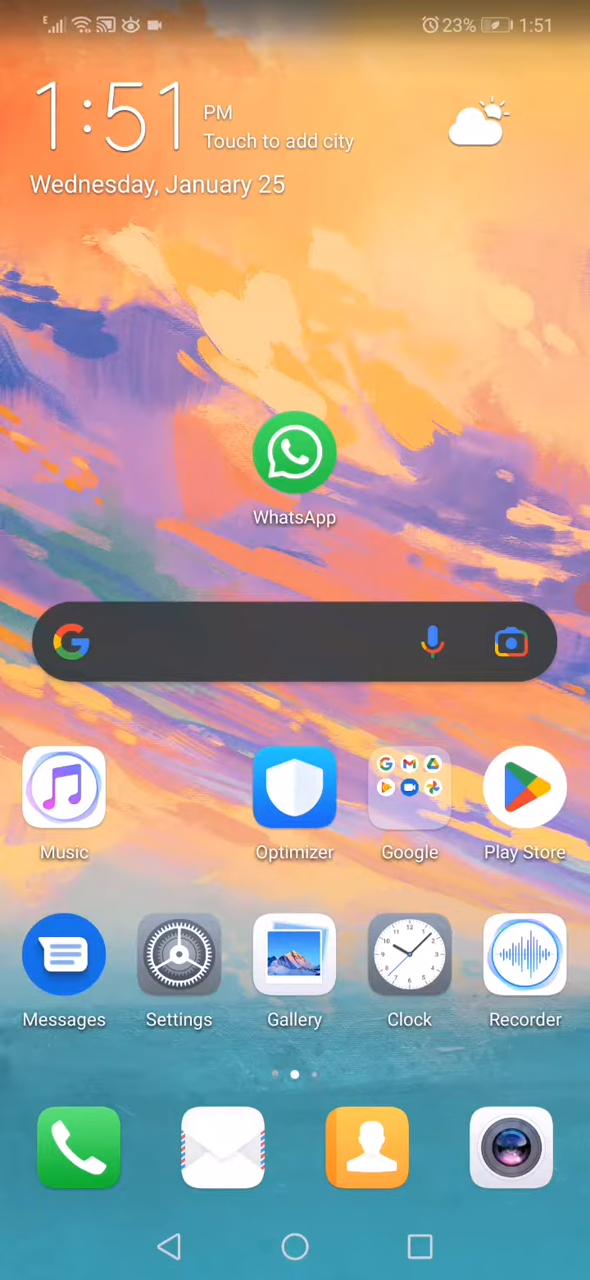 E 23% 1:51
1:51 PM
Touch to add city
Wednesday, January 25
WhatsApp
Music Optimizer Google Play Store
Messages Settings Gallery Clock Recorder